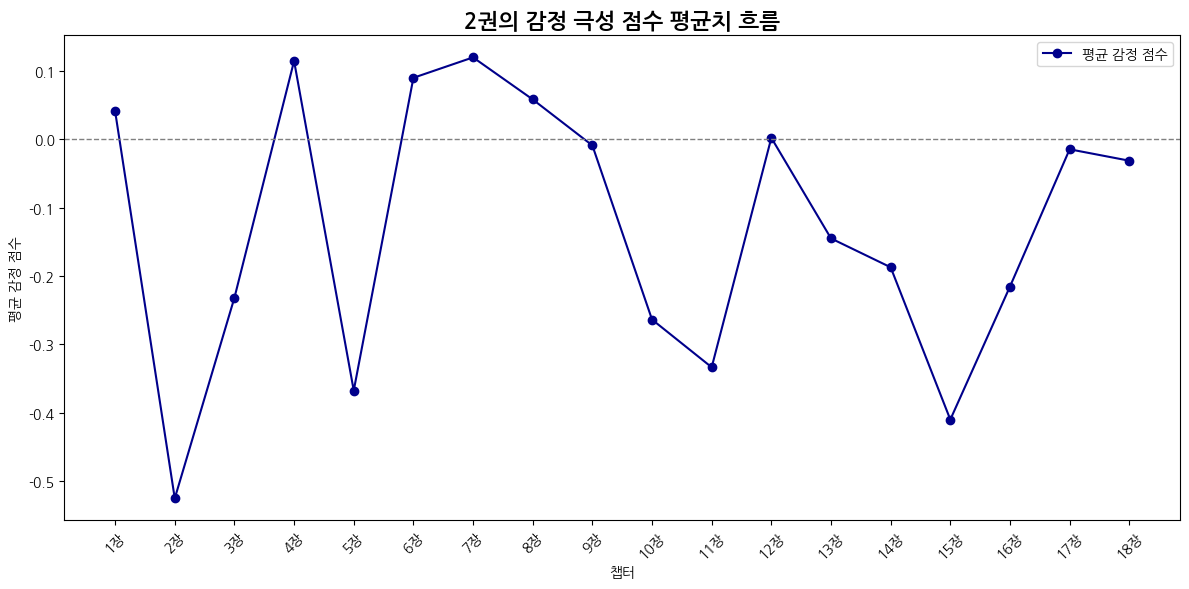 2권의 감정 극성 점수 평균치 흐름
평균 감정 점수
0.1
0.0
-0.1
-0.2
-0.3
-0.4
-0.5
평균 감정 점수
1장
2장
3장
4장
5장
6장
7장
8장
9장
10장
11장
12장
13장
14장
15장
16장
17장
18장
챕터